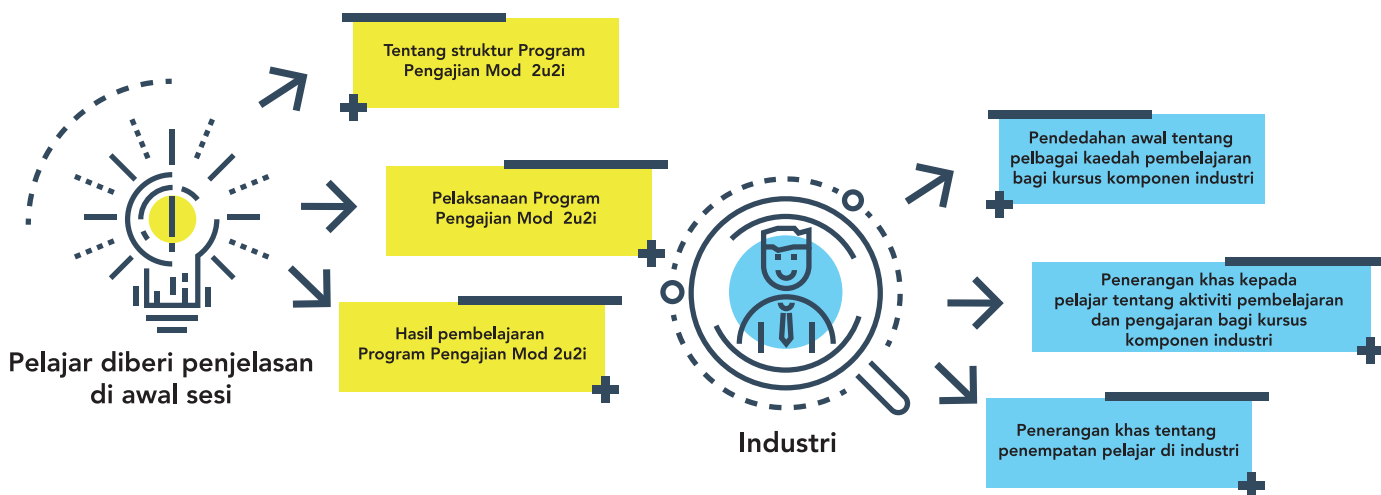 Tentang struktur Program
Pengajian Mod 2u2i
Pelaksanaan Program
Pengajian Mod 2u2i
Hasil pembelajaran
Program Pengajian Mod 2u2i
Pelajar diberi penjelasan
di awal sesi
Pendedahan awal tentang
pelbagai kaedah pembelajaran
bagi kursus komponen industri
Penerangan khas kepada
pelajar tentang aktiviti pembelajaran
dan pengajaran bagi kursus
komponen industri
Penerangan khas tentang
penempatan pelajar di industri
Industri